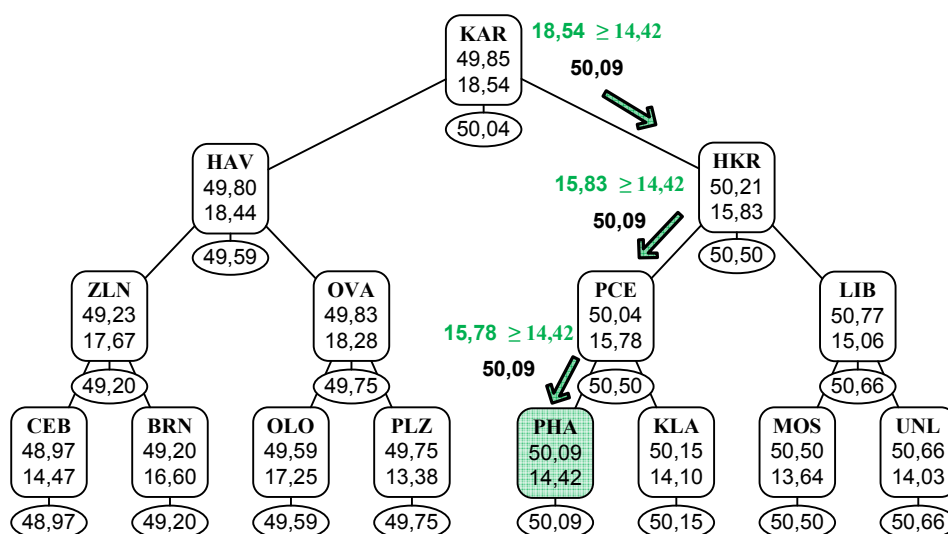 KAR
49,85
18,54
50,04
18,54 ≥ 14,42
50,09
HAV
49,80
18,44
49,59
HKR
50,21
15,83
50,50
15,83 ≥ 14,42
50,09
ZLN
49,23
17,67
49,20
OVA
49,83
18,28
49,75
PCE
50,04
15,78
50,50
LIB
50,77
15,06
50,66
15,78 ≥ 14,42
50,09
CEB
48,97
14,47
48,97
BRN
49,20
16,60
49,20
OLO
49,59
17,25
49,59
PLZ
49,75
13,38
49,75
PHA
50,09
14,42
50,09
KLA
50,15
14,10
50,15
MOS
50,50
13,64
50,50
UNL
50,66
14,03
50,66